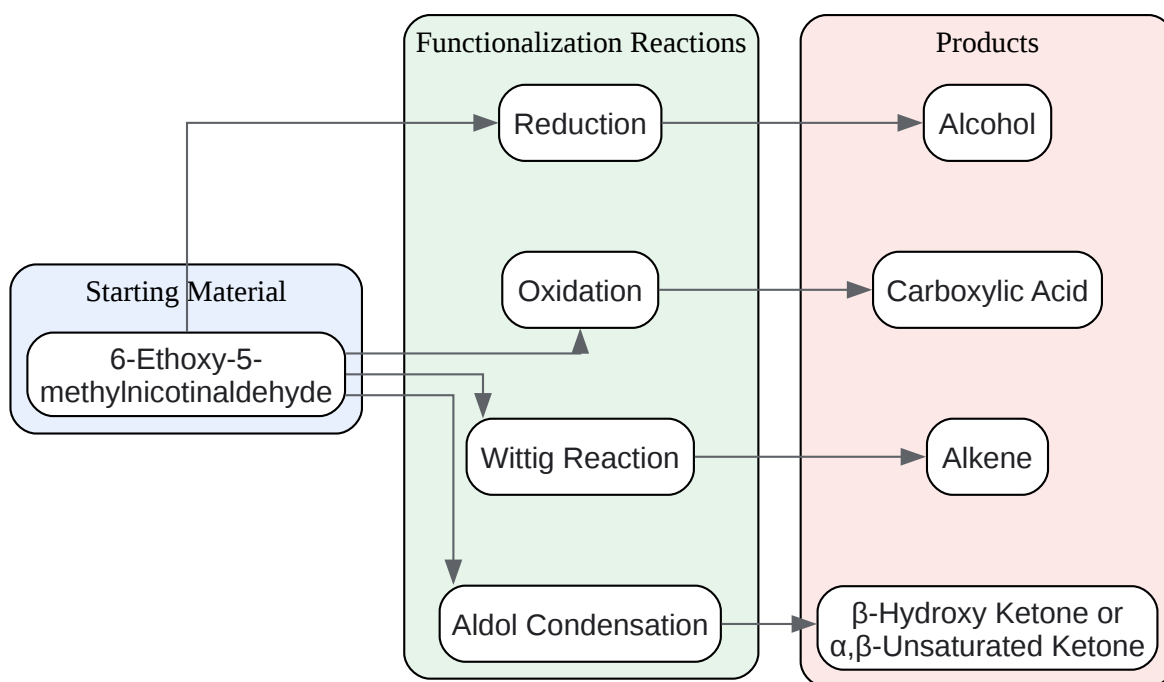 Functionalization Reactions
Products
Reduction
Alcohol
Starting Material
6-Ethoxy-5-
methylnicotinaldehyde
Oxidation
Carboxylic Acid
Wittig Reaction
Alkene
Aldol Condensation
β-Hydroxy Ketone or
α,β-Unsaturated Ketone